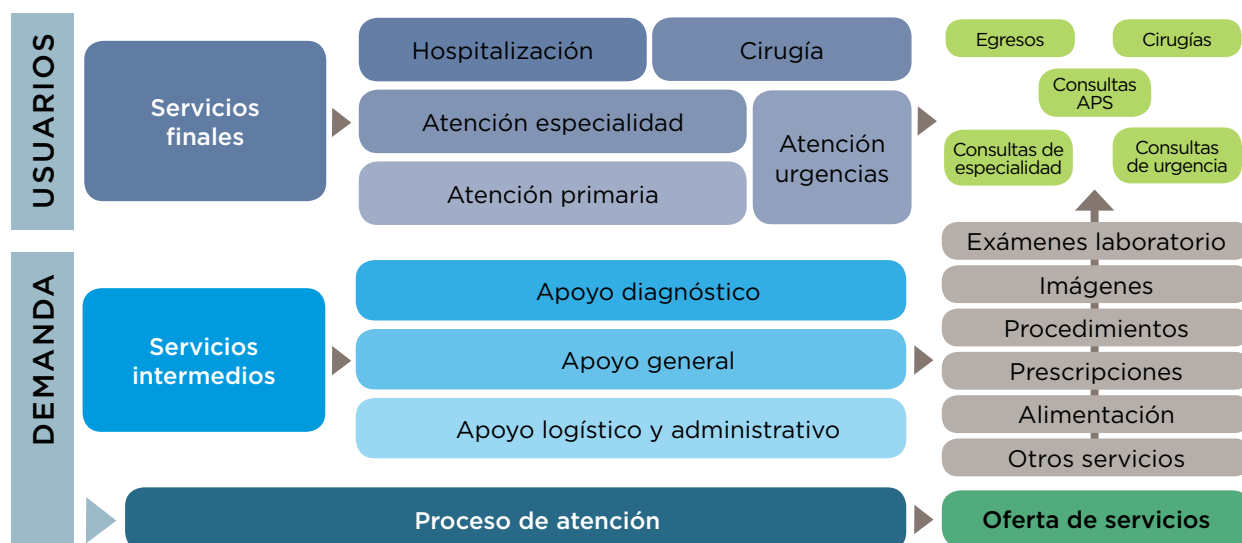 USUARIOS
Servicios
finales
Hospitalización
Cirugía
Atención especialidad
Atención primaria
Atención
urgencias
Egresos
Cirugías
Consultas
APS
Consultas de
especialidad
Consultas
de urgencia
DEMANDA
Servicios
intermedios
Apoyo diagnóstico
Apoyo general
Apoyo logístico y administrativo
Exámenes laboratorio
Imágenes
Procedimientos
Prescripciones
Alimentación
Otros servicios
Proceso de atención
Oferta de servicios